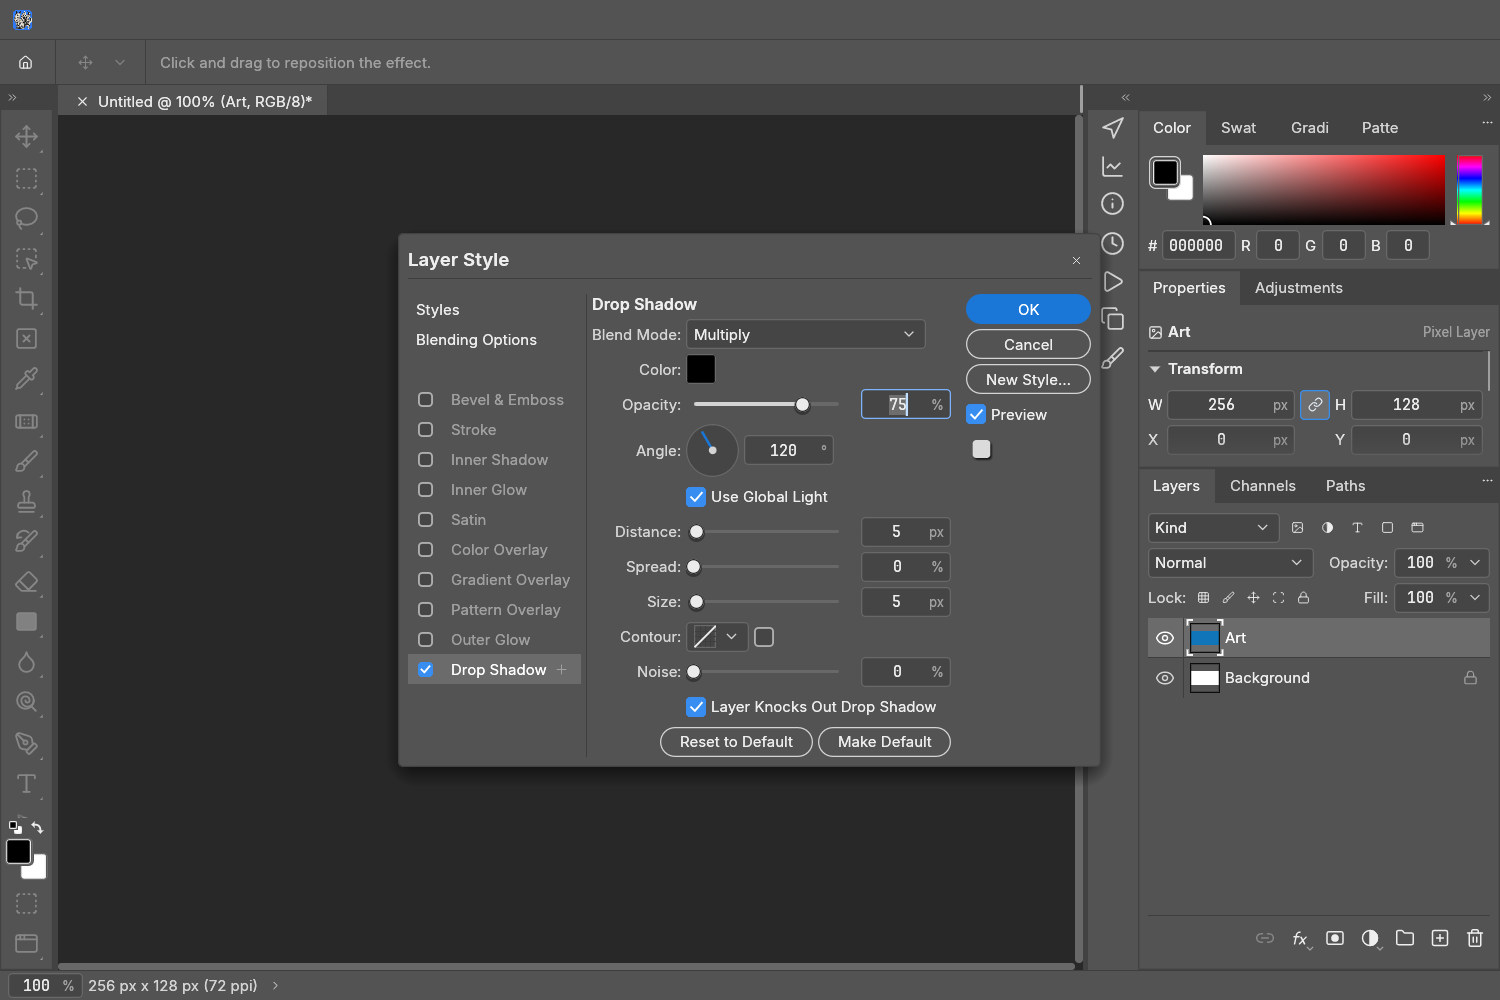 Click and drag to reposition the effect.
Untitled @ 100% (Art, RGB/8)*
Color Swat Gradi Patte
# 000000 R 0 G 0 B 0
Properties Adjustments
Art Pixel Layer
Transform
W 256 px H 128 px
X 0 px Y 0 px
Layers Channels Paths
Kind
Normal Opacity: 100 %
Lock: Fill: 100 %
Art
Background
fx
Layer Style
Styles
Blending Options
Bevel & Emboss
Stroke
Inner Shadow
Inner Glow
Satin
Color Overlay
Gradient Overlay
Pattern Overlay
Outer Glow
Drop Shadow
Drop Shadow
Blend Mode: Multiply
Color:
Opacity: 75 %
Angle: 120 °
Use Global Light
Distance: 5 px
Spread: 0 %
Size: 5 px
Contour:
Noise: 0 %
Layer Knocks Out Drop Shadow
Reset to Default Make Default
OK
Cancel
New Style...
Preview
100 % 256 px x 128 px (72 ppi)